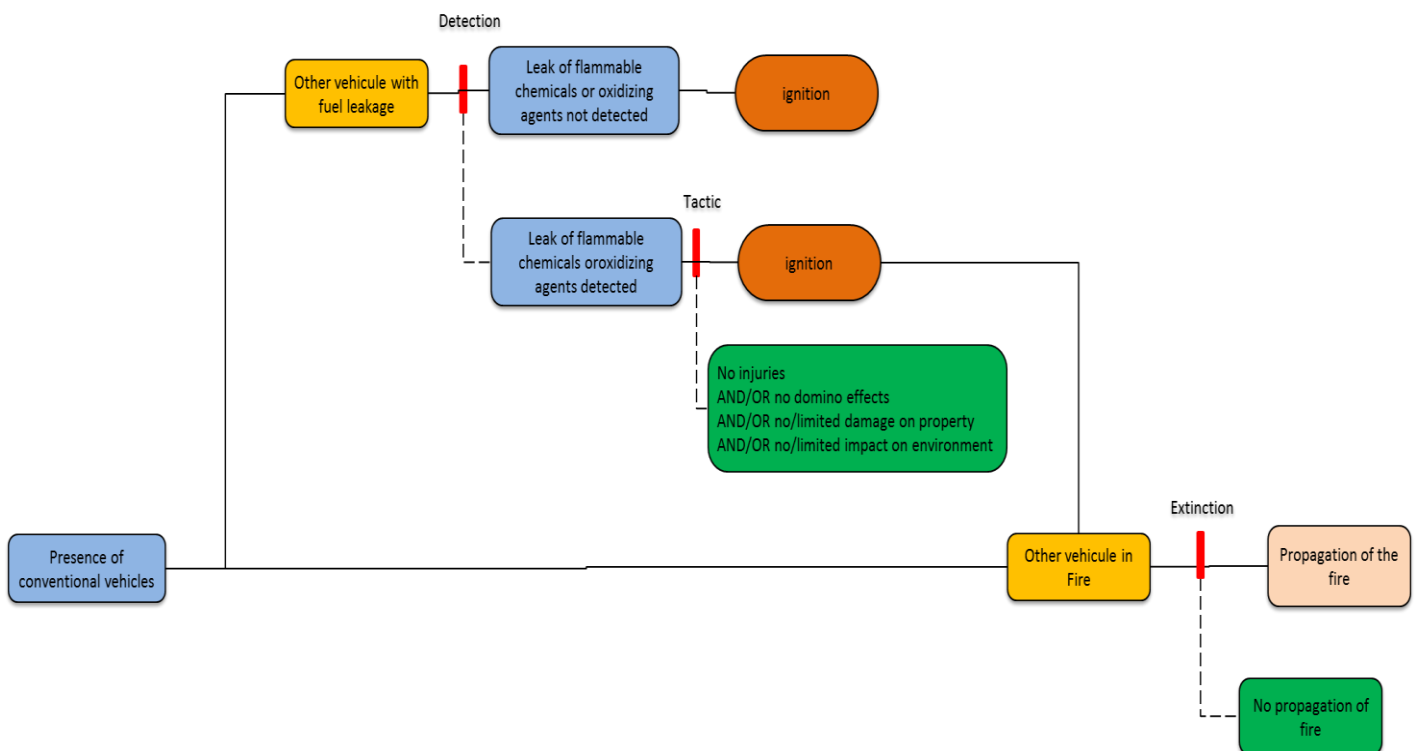 Detection
Other vehicule with
fuel leakage
Leak of flammable
chemicals or oxidizing
agents not detected
ignition
Tactic
Leak of flammable
chemicals oroxidizing
agents detected
ignition
No injuries
AND/OR no domino effects
AND/OR no/limited damage on property
AND/OR no/limited impact on environment
Extinction
Presence of
conventional vehicles
Other vehicule in
Fire
Propagation of the
fire
No propagation of
fire